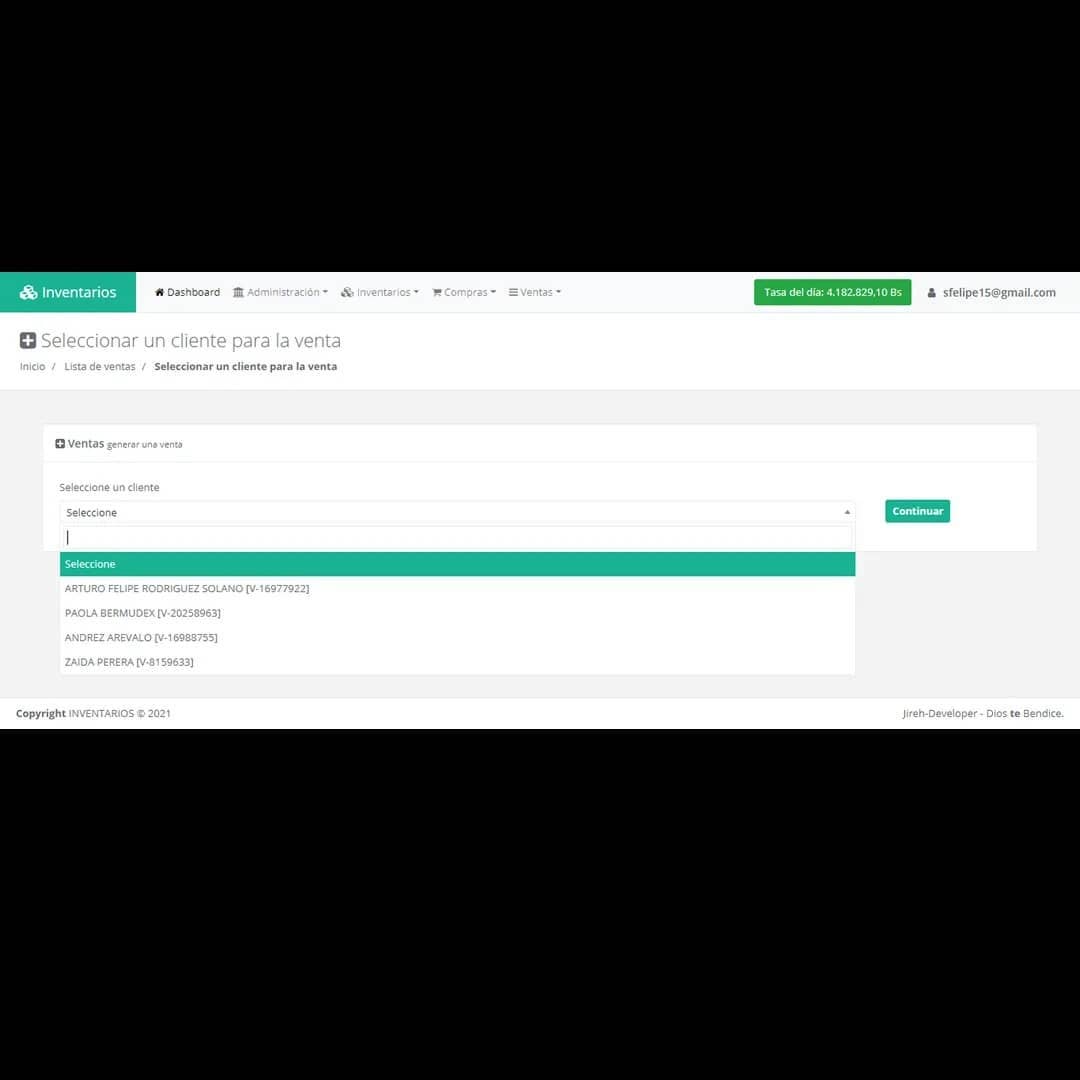 Inventarios Dashboard Administración Inventarios Compras Ventas Tasa del día: 4.182.829,10 Bs sfelipe15@gmail.com
Seleccionar un cliente para la venta
Inicio / Lista de ventas / Seleccionar un cliente para la venta
Ventas generar una venta
Seleccione un cliente
Seleccione
Continuar
Seleccione
ARTURO FELIPE RODRIGUEZ SOLANO [V-16977922]
PAOLA BERMUDEX [V-20258963]
ANDREZ AREVALO [V-16988755]
ZAIDA PERERA [V-8159633]
Copyright INVENTARIOS © 2021 Jireh-Developer - Dios te Bendice.